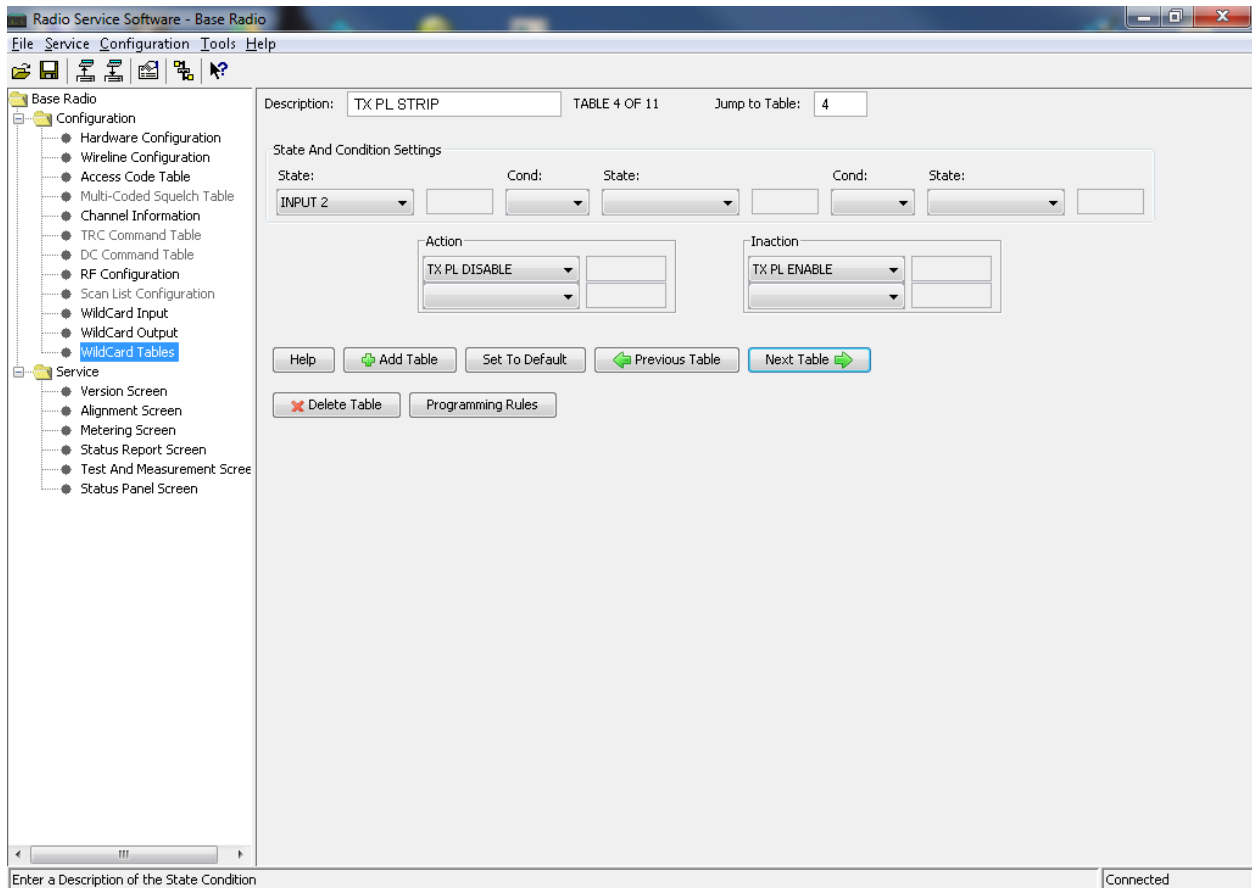 Radio Service Software - Base Radio
File Service Configuration Tools Help
Base Radio
Configuration
Hardware Configuration
Wireline Configuration
Access Code Table
Multi-Coded Squelch Table
Channel Information
TRC Command Table
DC Command Table
RF Configuration
Scan List Configuration
WildCard Input
WildCard Output
WildCard Tables
Service
Version Screen
Alignment Screen
Metering Screen
Status Report Screen
Test And Measurement Scree
Status Panel Screen
Description: TX PL STRIP TABLE 4 OF 11 Jump to Table: 4
State And Condition Settings
State: Cond: State: Cond: State:
INPUT 2
Action Inaction
TX PL DISABLE TX PL ENABLE
Help Add Table Set To Default Previous Table Next Table
Delete Table Programming Rules
Enter a Description of the State Condition Connected